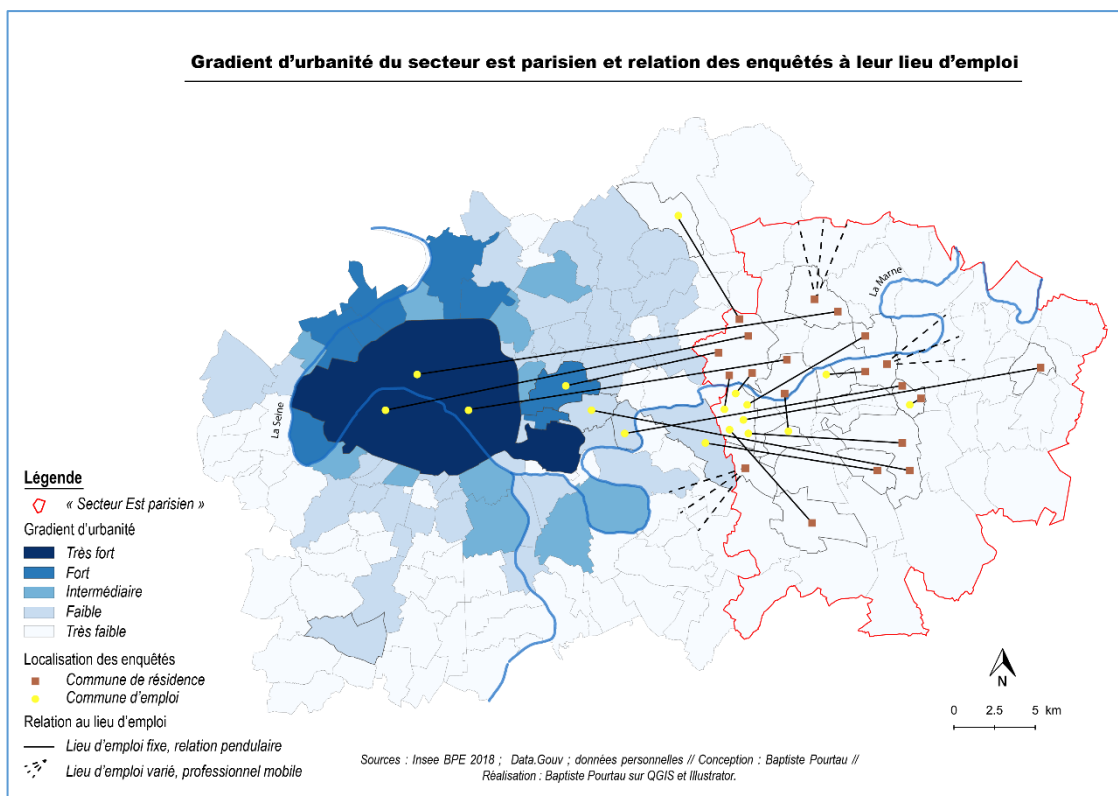 Gradient d'urbanité du secteur est parisien et relation des enquêtés à leur lieu d'emploi
La Marne
La Seine
Légende
« Secteur Est parisien »
Gradient d'urbanité
Très fort
Fort
Intermédiaire
Faible
Très faible
Localisation des enquêtés
Commune de résidence
Commune d'emploi
Relation au lieu d'emploi
Lieu d'emploi fixe, relation pendulaire
Lieu d'emploi varié, professionnel mobile
N
0 2.5 5 km
Sources : Insee BPE 2018 ; Data.Gouv ; données personnelles // Conception : Baptiste Pourtau //
Réalisation : Baptiste Pourtau sur QGIS et Illustrator.